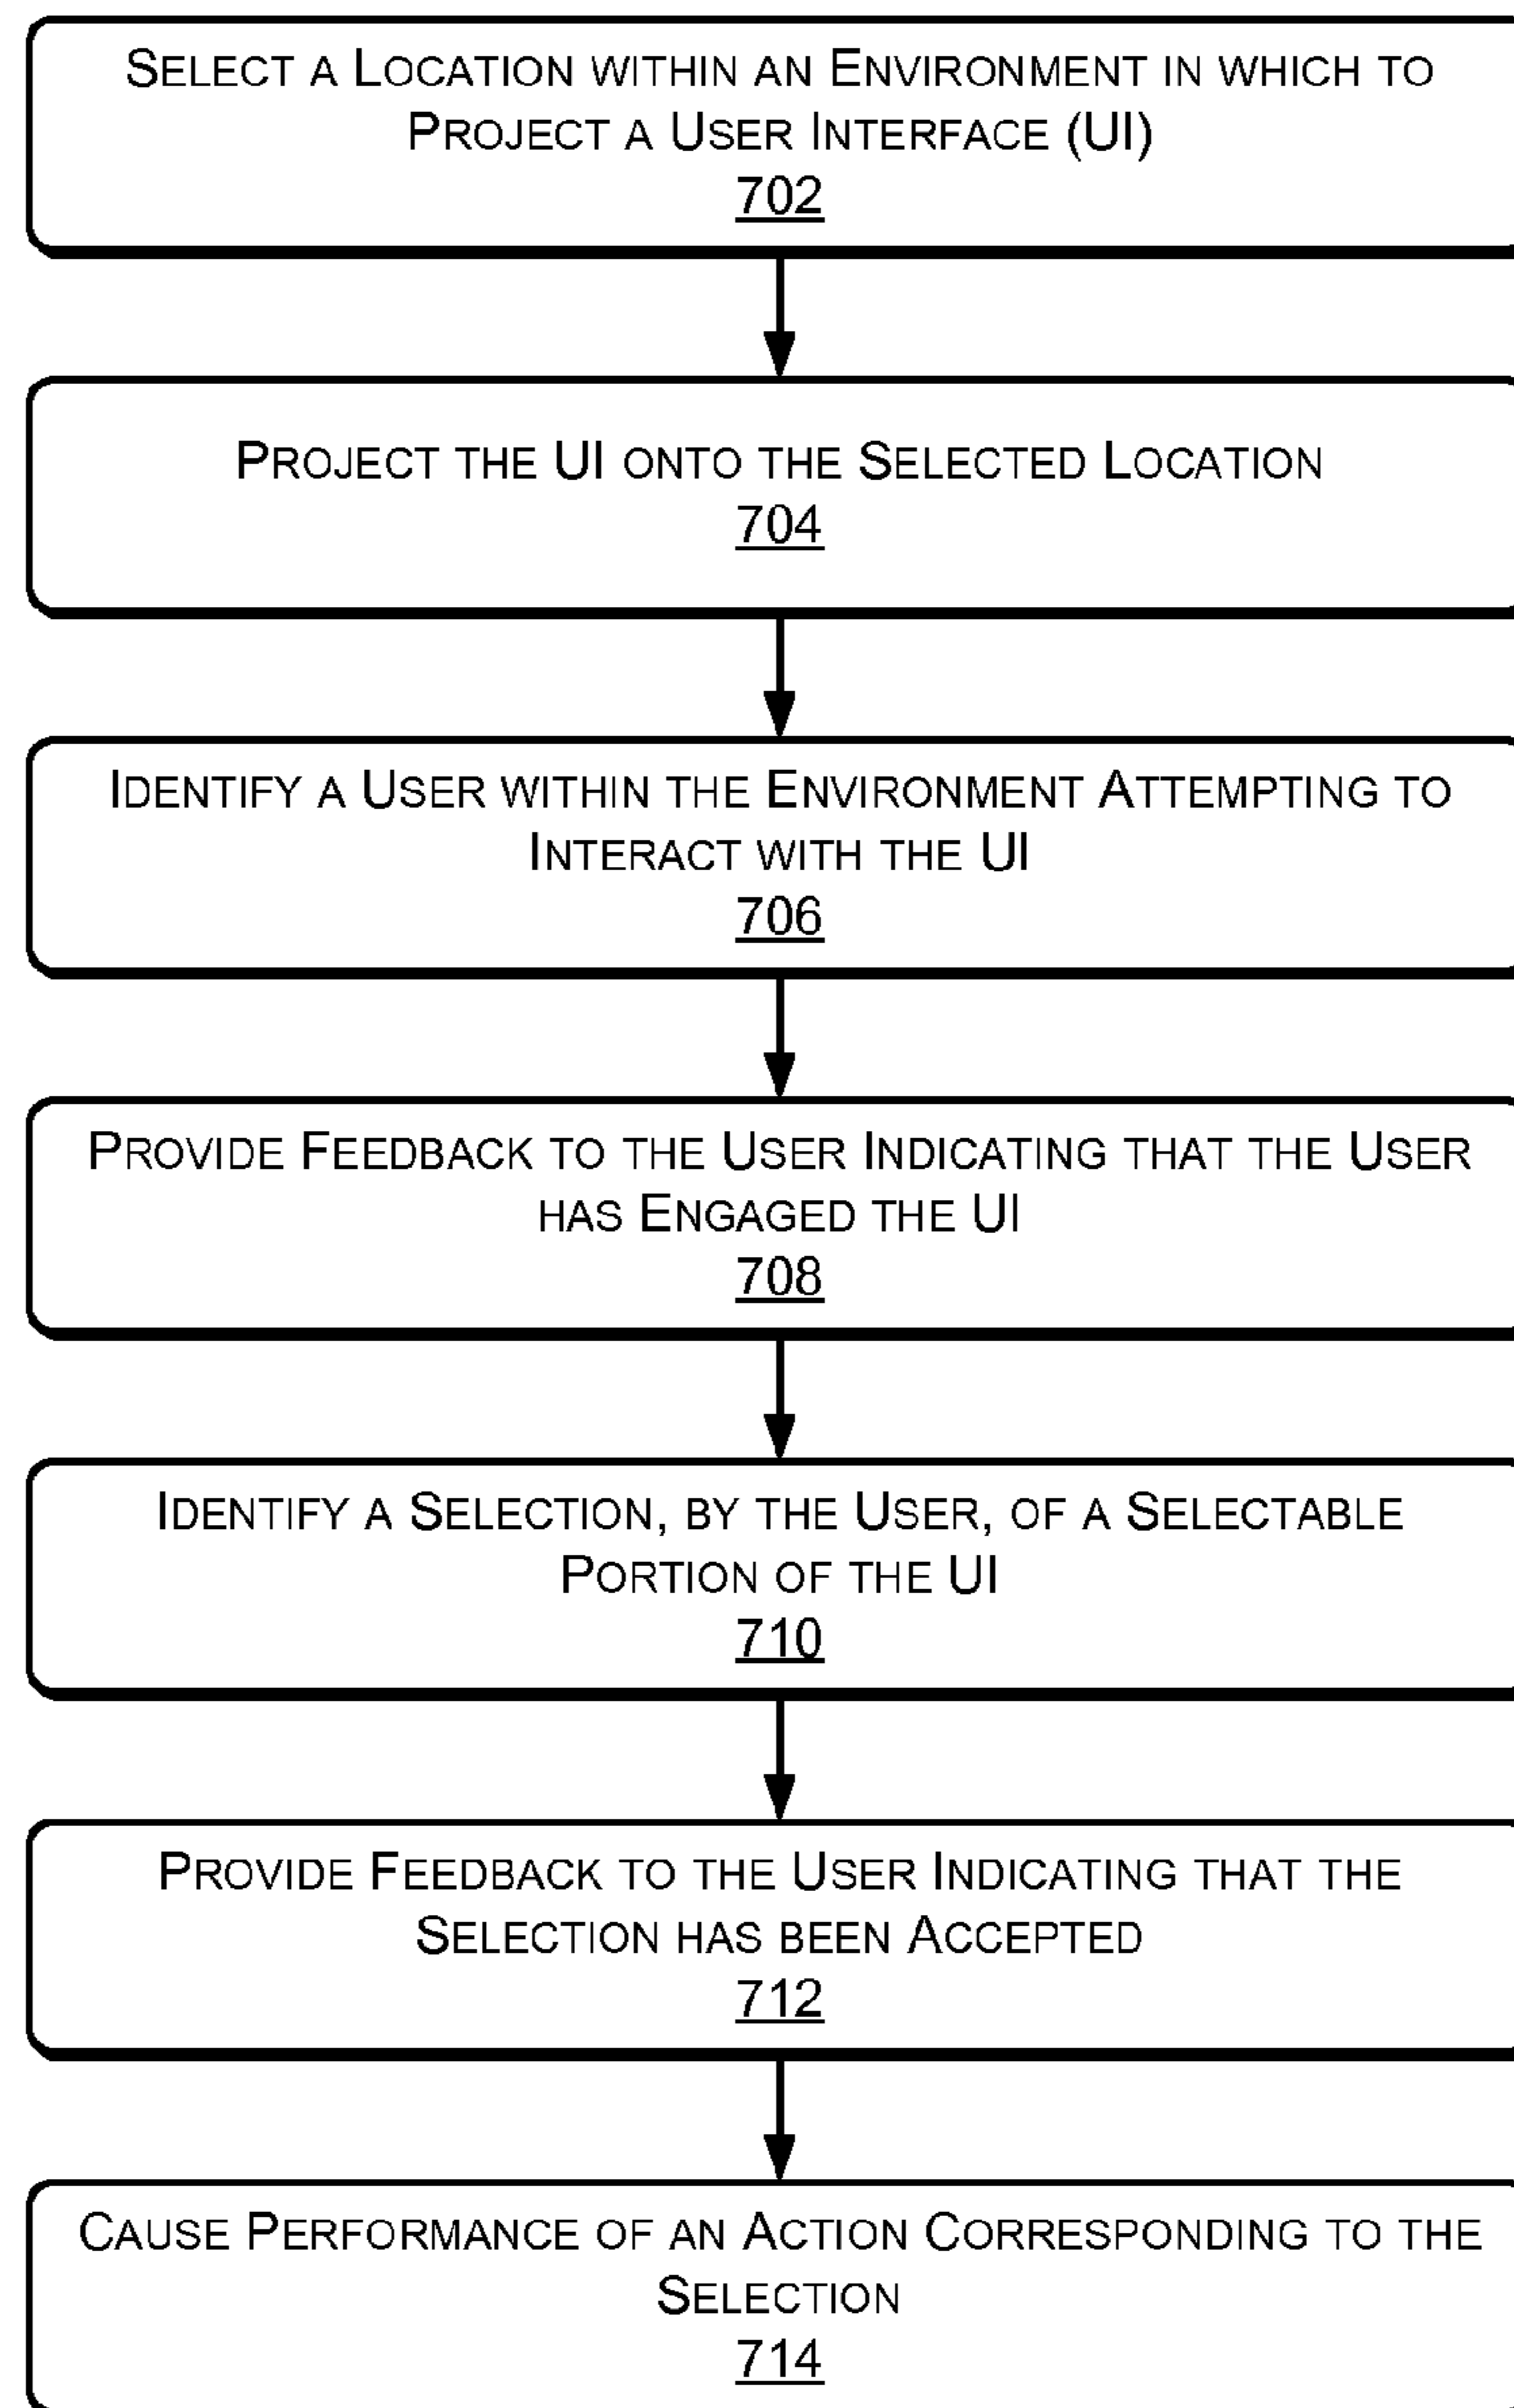 Select a Location within an Environment in which to
Project a User Interface (UI)
702
Project the UI onto the Selected Location
704
Identify a User within the Environment Attempting to
Interact with the UI
706
Provide Feedback to the User Indicating that the User
has Engaged the UI
708
Identify a Selection, by the User, of a Selectable
Portion of the UI
710
Provide Feedback to the User Indicating that the
Selection has been Accepted
712
Cause Performance of an Action Corresponding to the
Selection
714